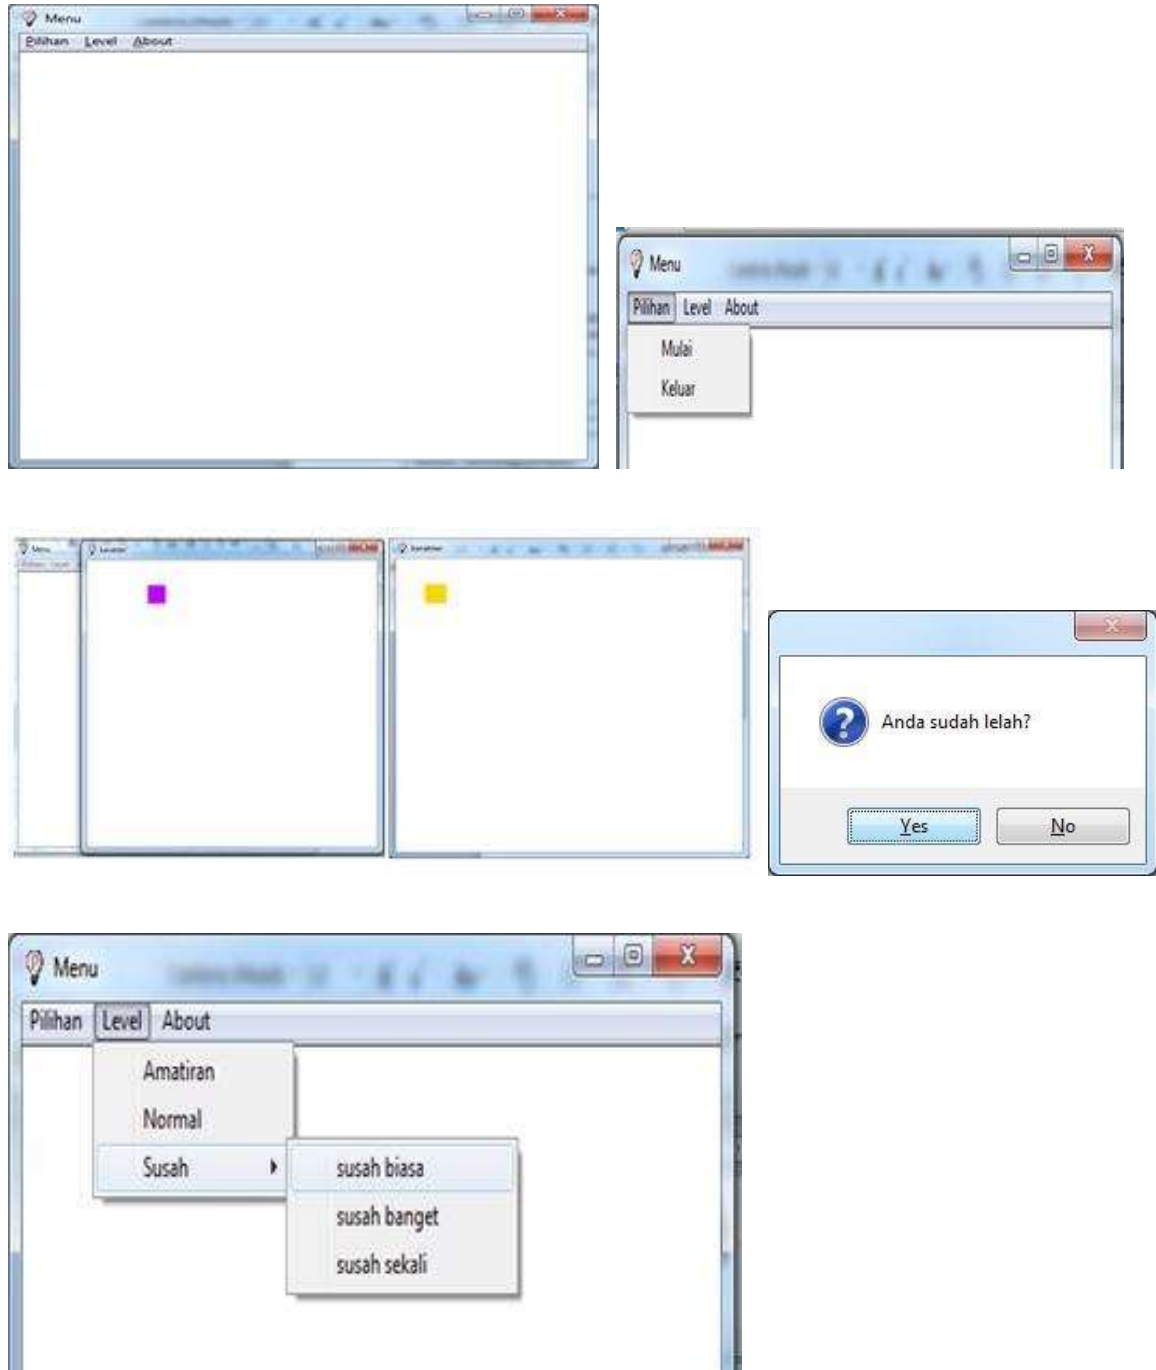 Menu
Pilihan Level About
Menu
Pilihan Level About
Mulai
Keluar
Menu
Anda sudah lelah?
Yes No
Menu
Pilihan Level About
Amatiran
Normal
Susah
susah biasa
susah banget
susah sekali